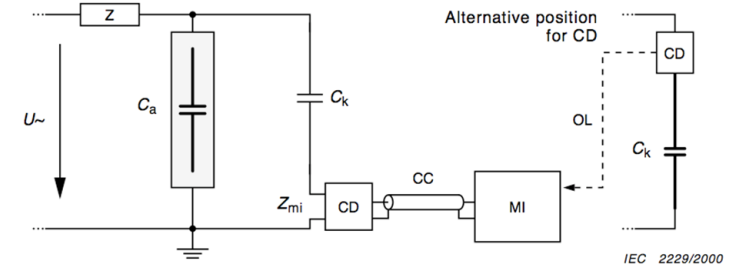 Z
Alternative position
for CD
CD
U~
Ca
Ck
OL
Ck
CC
Zmi
CD
MI
IEC 2229/2000